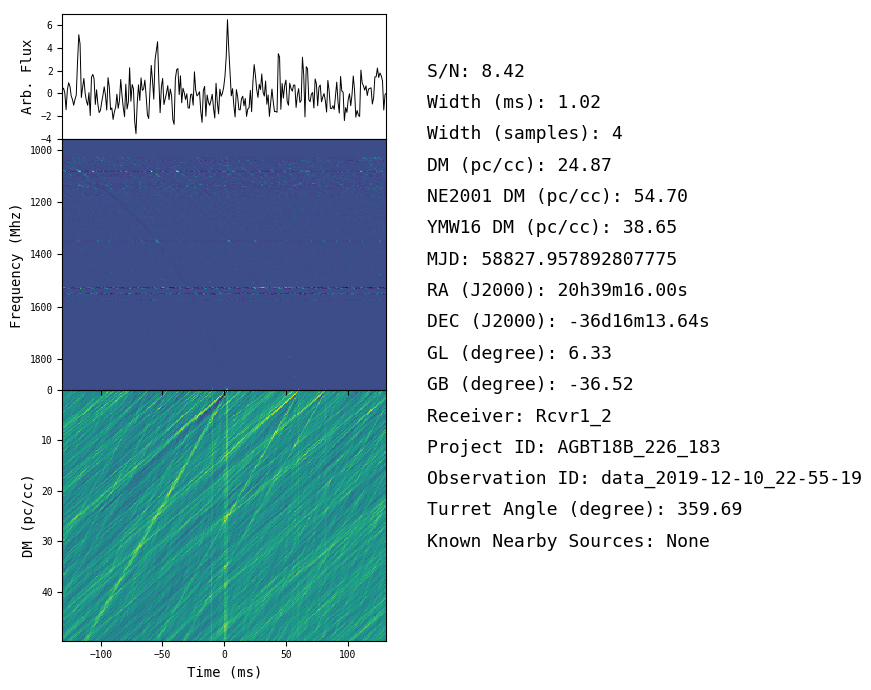 Arb. Flux
6
4
2
0
−2
−4
Frequency (Mhz)
1000
1200
1400
1600
1800
DM (pc/cc)
0
10
20
30
40
−100
−50
0
50
100
Time (ms)
S/N: 8.42
Width (ms): 1.02
Width (samples): 4
DM (pc/cc): 24.87
NE2001 DM (pc/cc): 54.70
YMW16 DM (pc/cc): 38.65
MJD: 58827.957892807775
RA (J2000): 20h39m16.00s
DEC (J2000): -36d16m13.64s
GL (degree): 6.33
GB (degree): -36.52
Receiver: Rcvr1_2
Project ID: AGBT18B_226_183
Observation ID: data_2019-12-10_22-55-19
Turret Angle (degree): 359.69
Known Nearby Sources: None